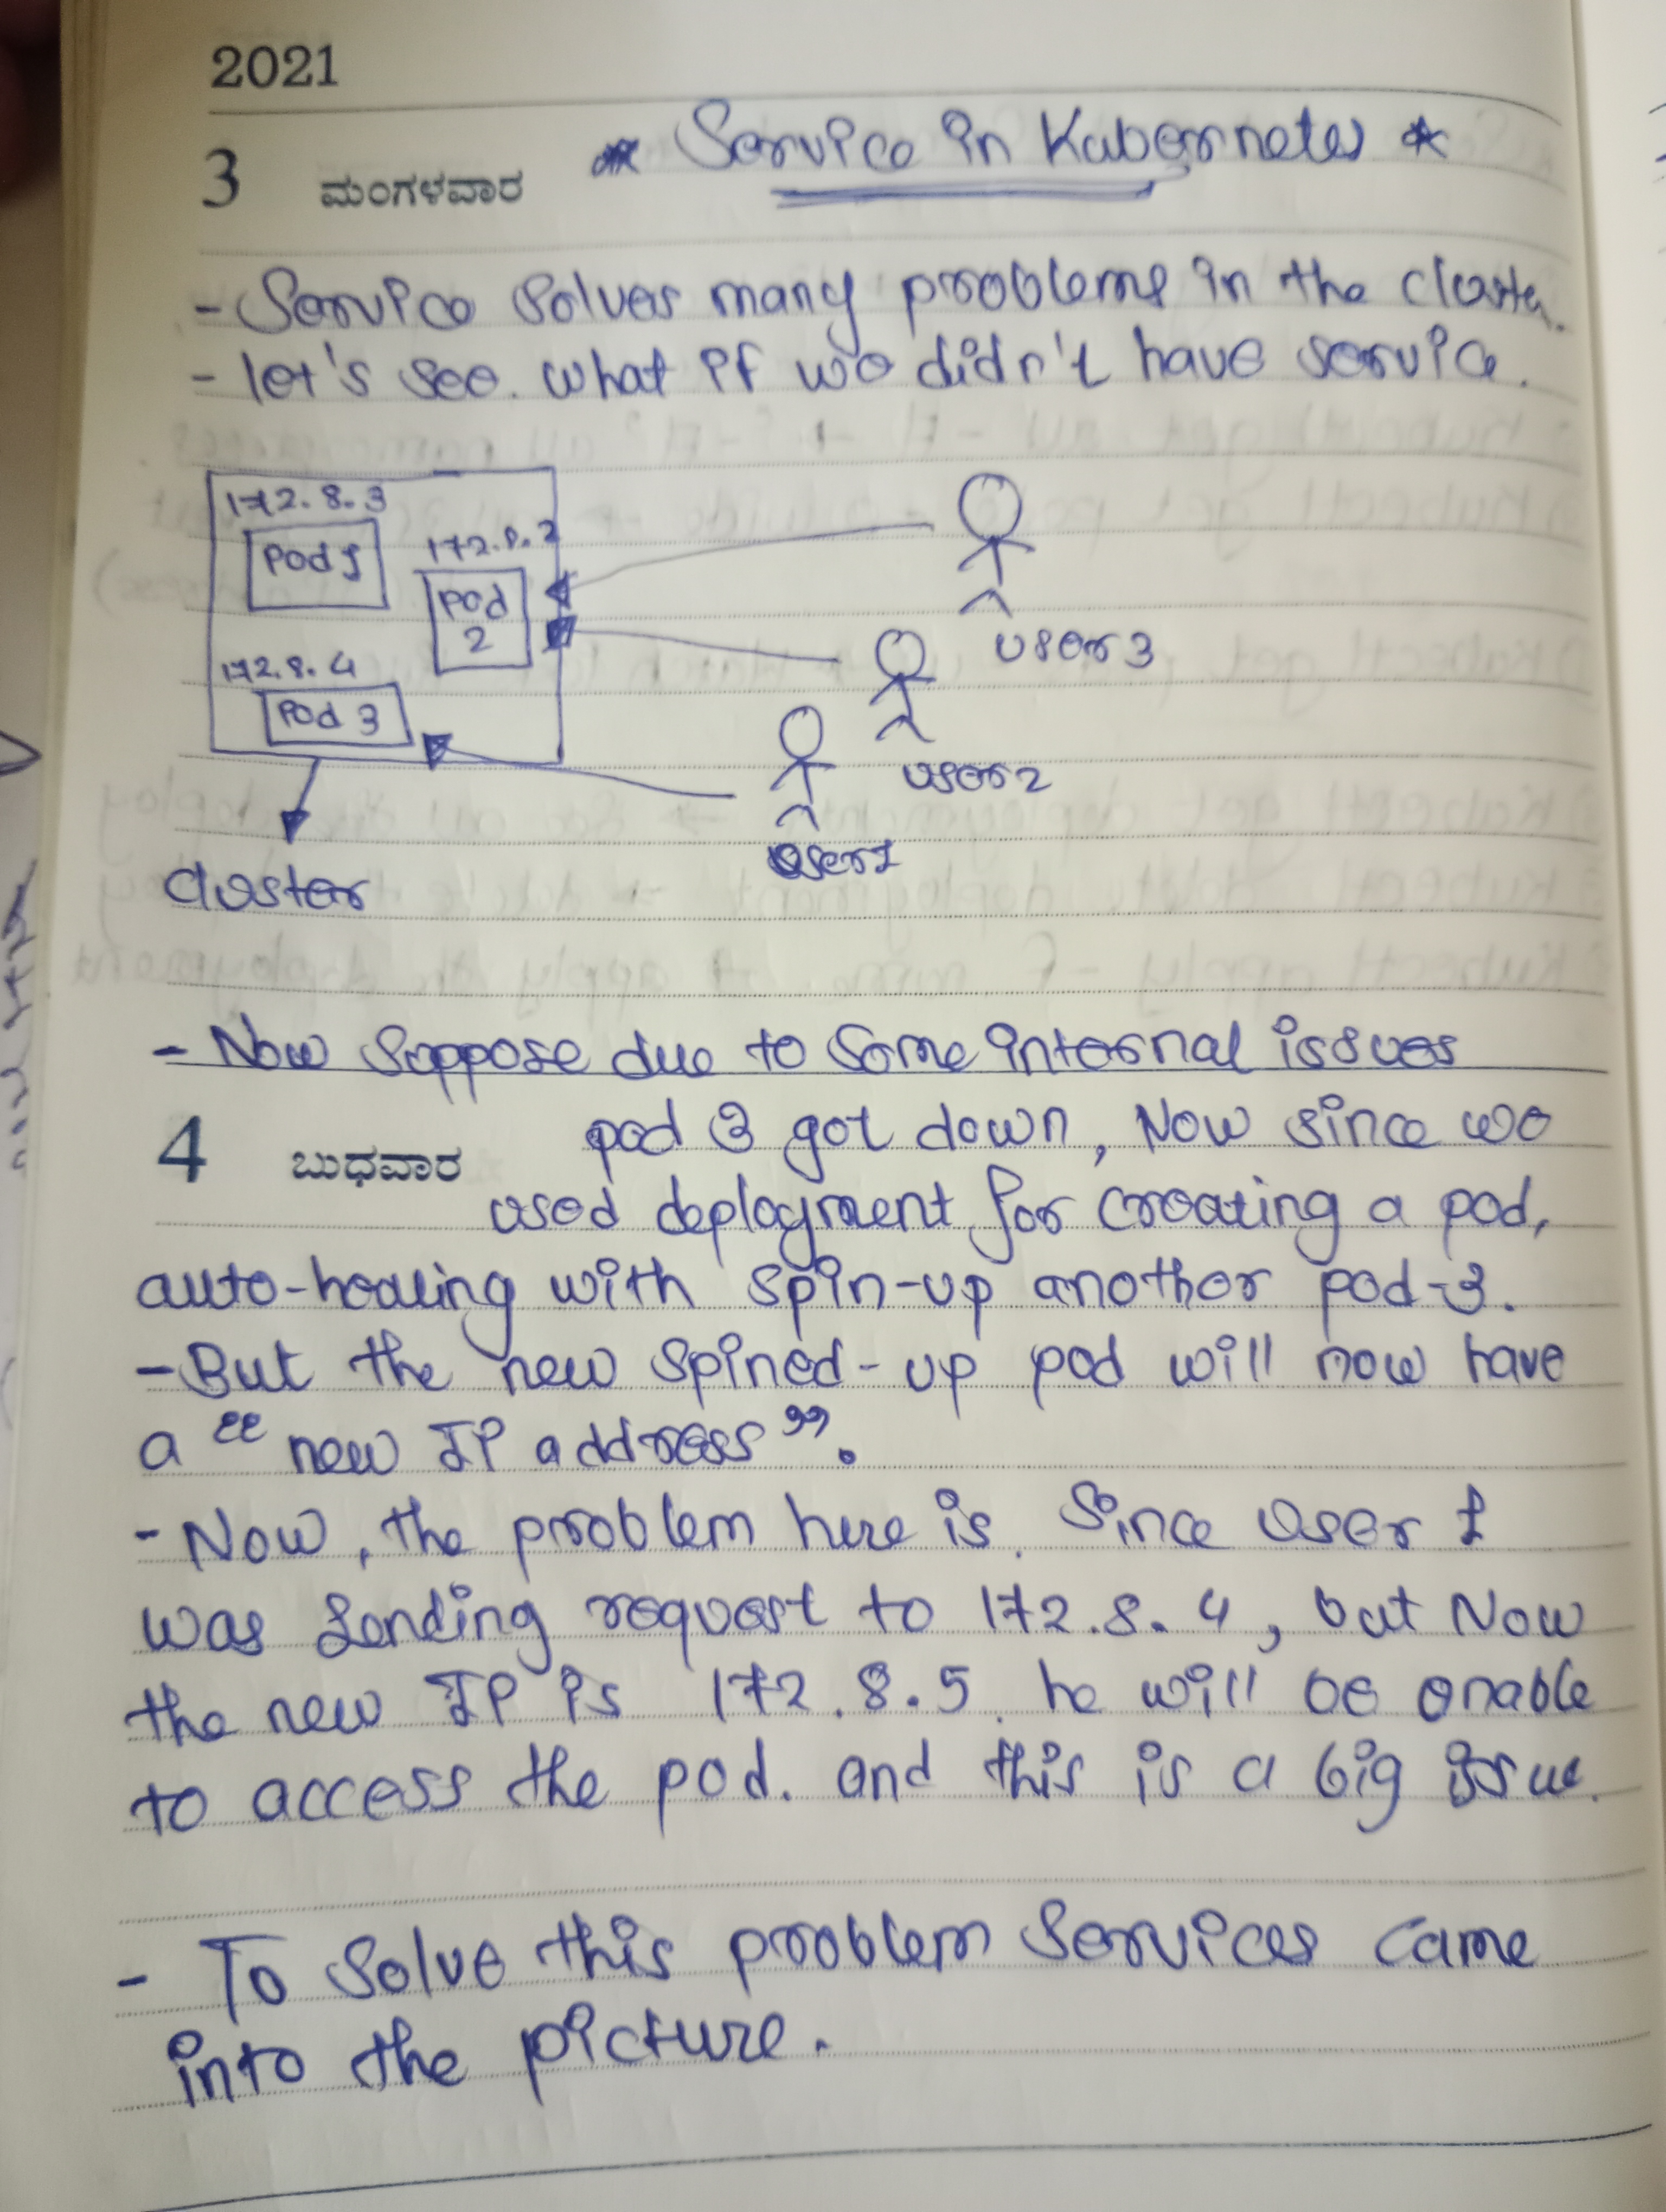 2021
* Service in Kubernetes *
3 ಮಂಗಳವಾರ
- Service solves many problems in the cluster.
- let's see. what if we didn't have service.
172.8.3
Pod 1
172.8.2
Pod
2
172.8.4
Pod 3
user 3
user 2
user 1
cluster
- Now suppose due to some internal issues
4 ಬುಧವಾರ
pod 3 got down, Now since we
used deployment for creating a pod,
auto-healing with spin-up another pod-3.
- But the new spined-up pod will now have
a "new IP address".
- Now, the problem here is, Since User 1
was sending request to 172.8.4, but Now
the new IP is 172.8.5, he will be unable
to access the pod. and this is a big issue.
- To solve this problem services came
into the picture.